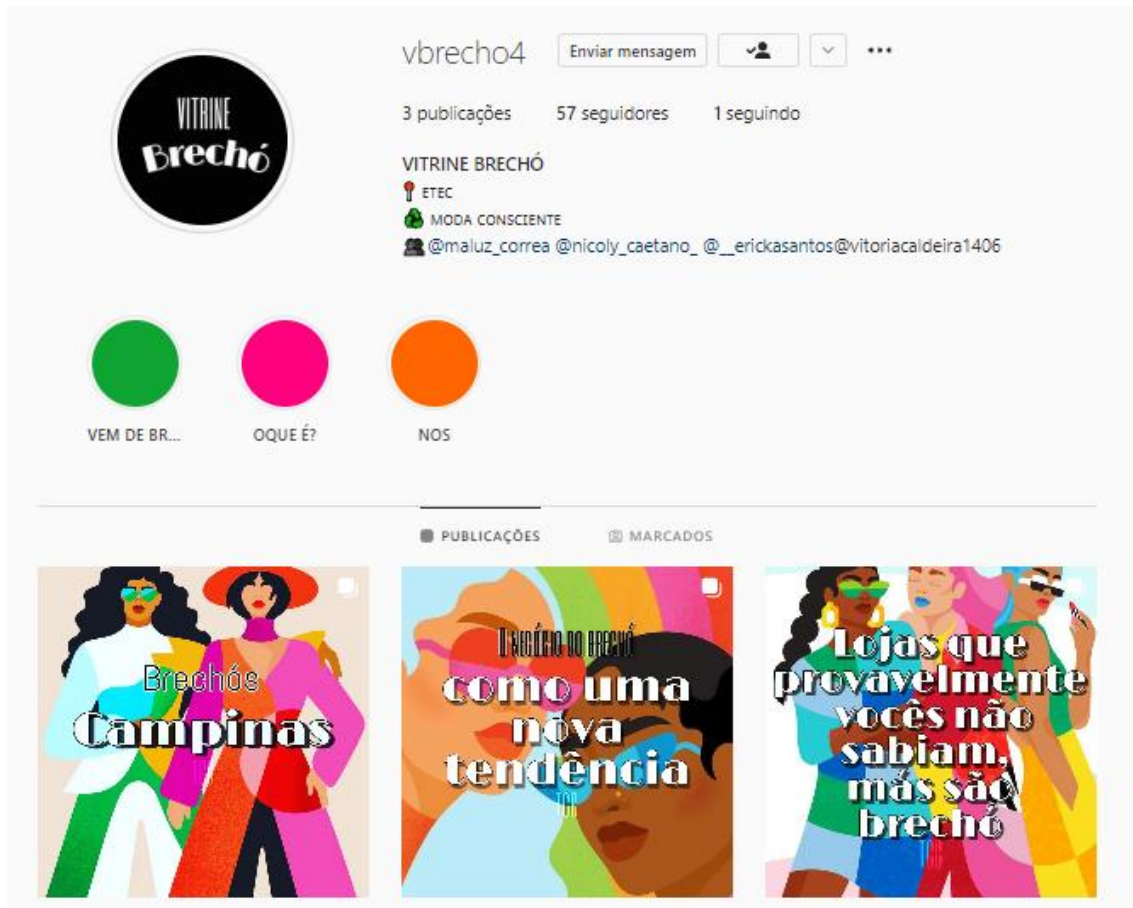 VITRINE
Brechó
vbrecho4 Enviar mensagem
3 publicações 57 seguidores 1 seguindo
VITRINE BRECHÓ
ETEC
MODA CONSCIENTE
@maluz_correa @nicoly_caetano_ @__erickasantos@vitoriacaldeira1406
VEM DE BR... OQUE É? NOS
PUBLICAÇÕES MARCADOS
Brechós
Campinas
O NEGÓCIO DO BRECHÓ
como uma
nova
tendência
Lojas que
provavelmente
vocês não
sabiam,
más são
brechó